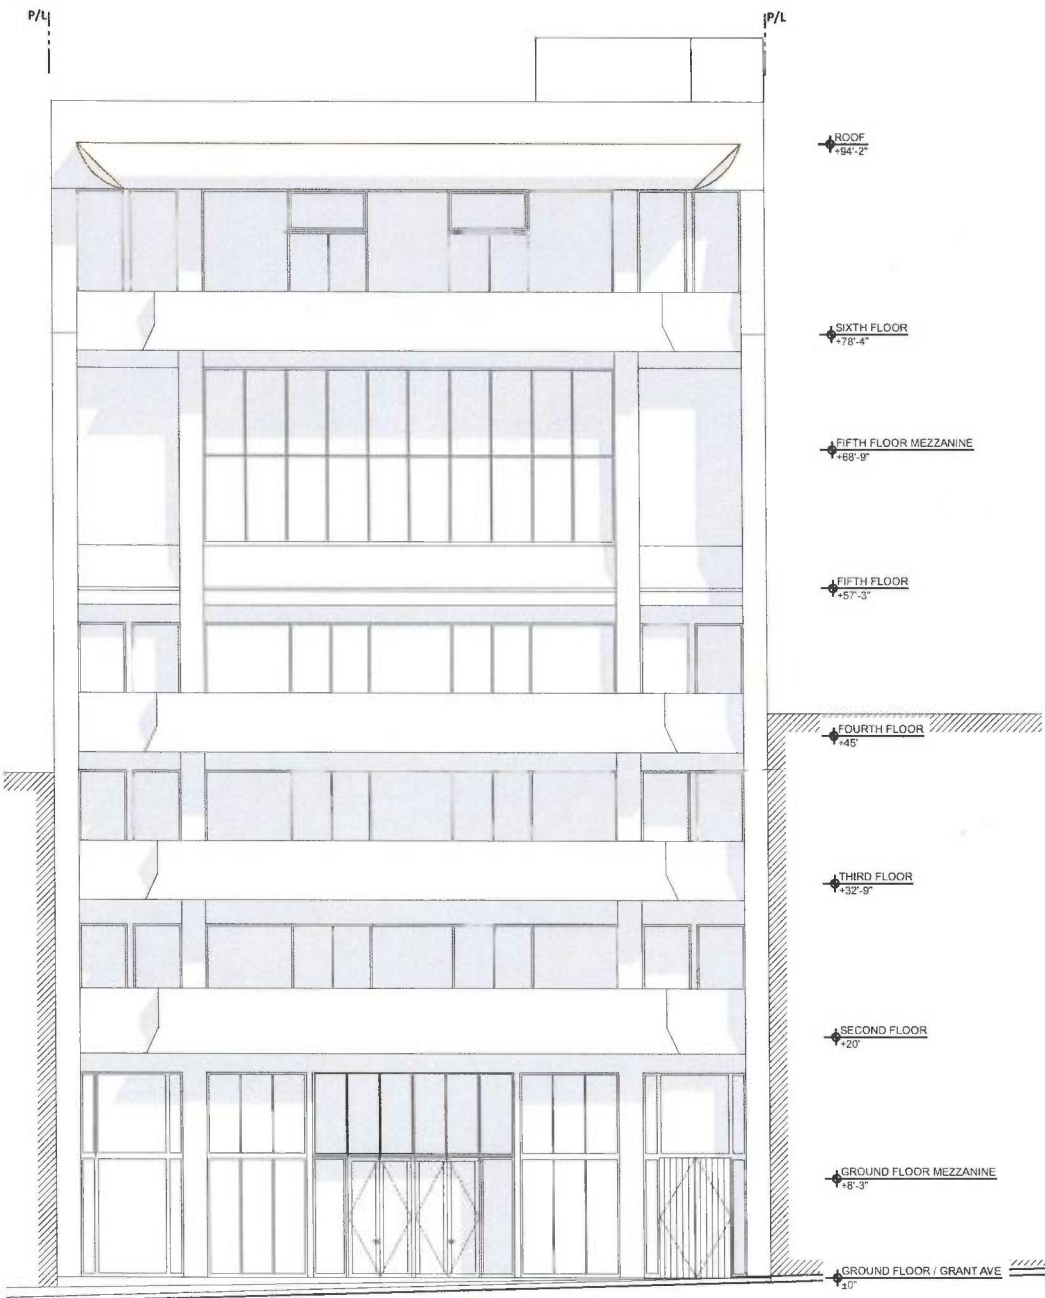 P/L
P/L
ROOF
+94'-2"
SIXTH FLOOR
+78'-4"
FIFTH FLOOR MEZZANINE
+68'-9"
FIFTH FLOOR
+57'-3"
FOURTH FLOOR
+45'
THIRD FLOOR
+32'-9"
SECOND FLOOR
+20'
GROUND FLOOR MEZZANINE
+8'-3"
GROUND FLOOR / GRANT AVE
±0"